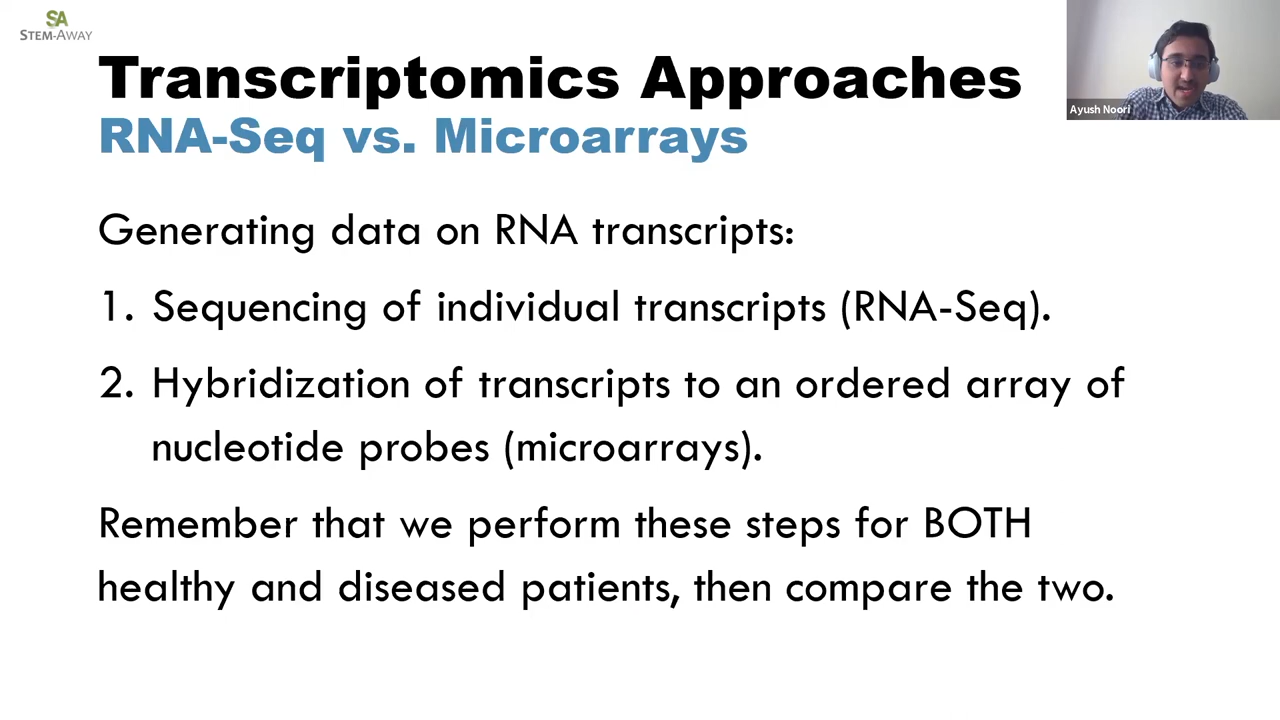 SA
STEM-AWAY
Transcriptomics Approaches
RNA-Seq vs. Microarrays
Ayush Noori
Generating data on RNA transcripts:
1. Sequencing of individual transcripts (RNA-Seq).
2. Hybridization of transcripts to an ordered array of
nucleotide probes (microarrays).
Remember that we perform these steps for BOTH
healthy and diseased patients, then compare the two.